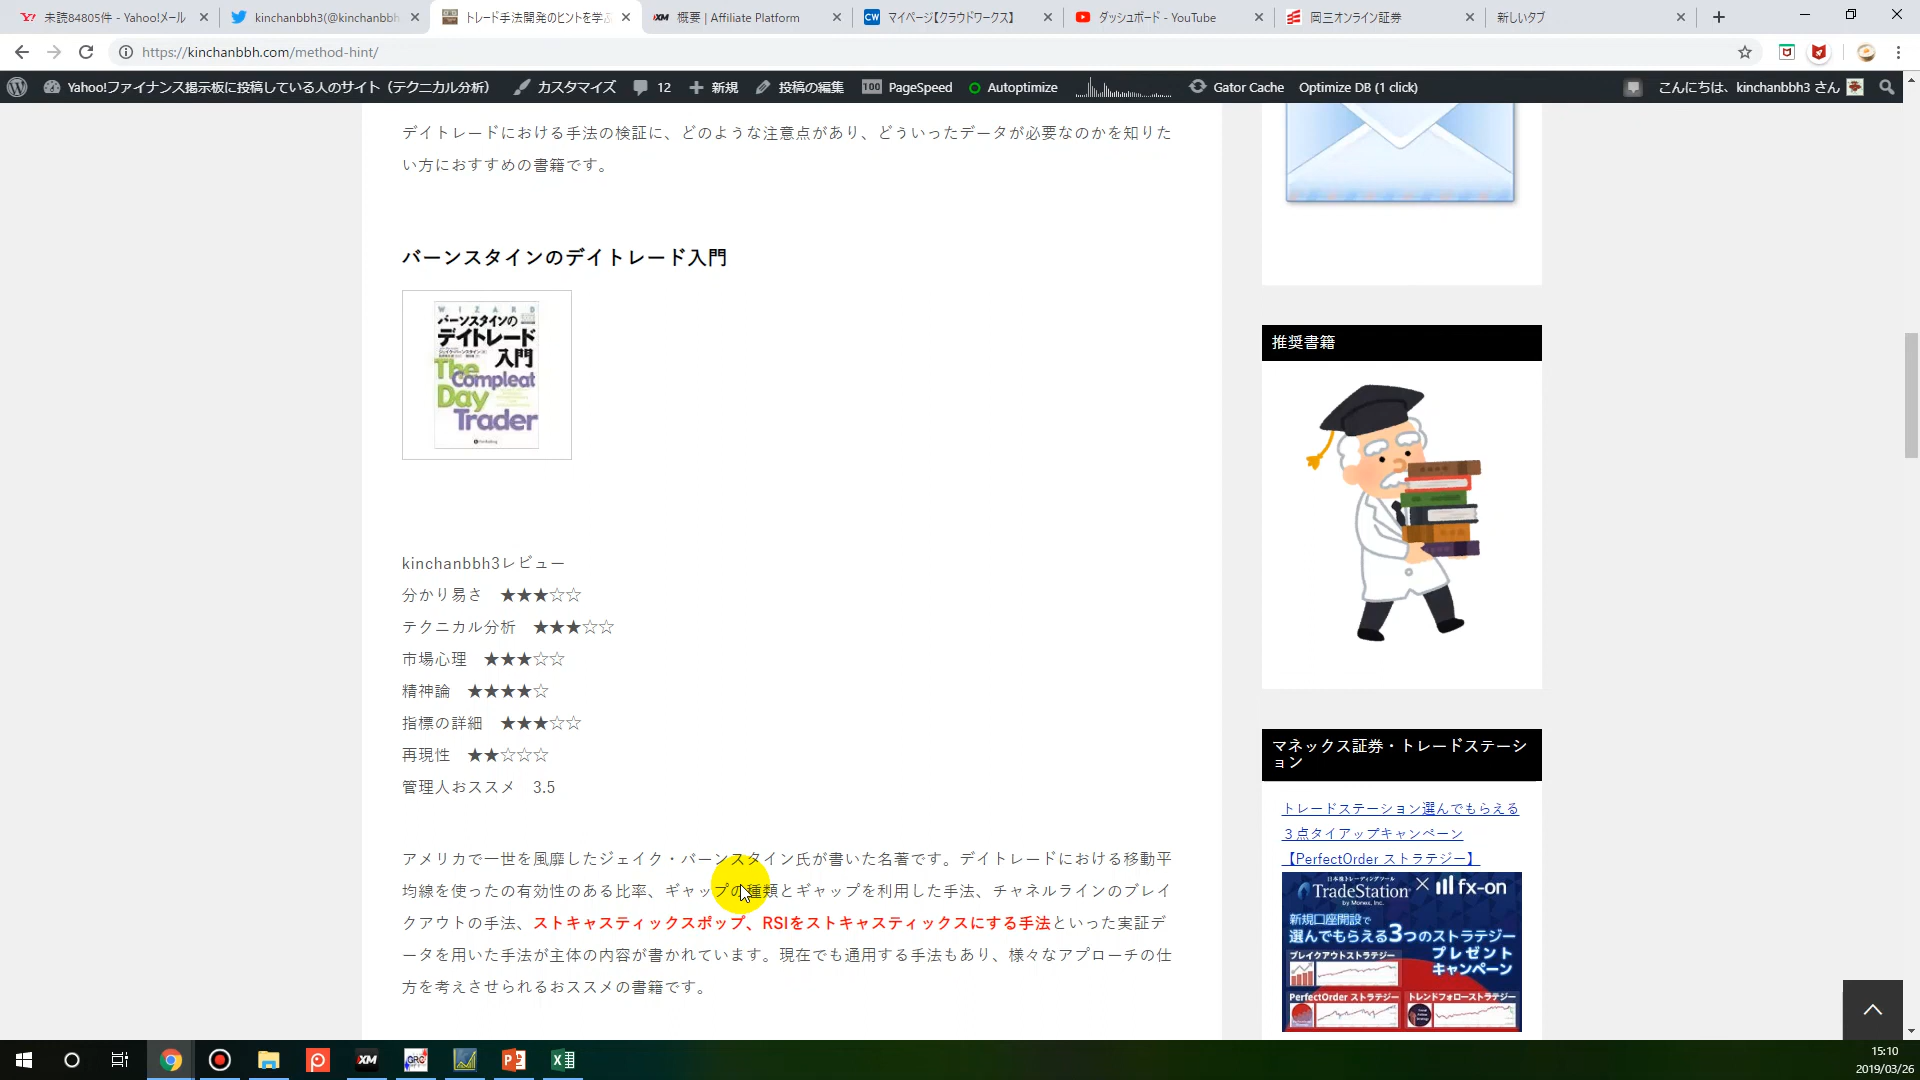 未読84805件 - Yahoo!メール
kinchanbbh3(@kinchanbbh
トレード手法開発のヒントを学ぶ
XM 概要 | Affiliate Platform
CW マイページ【クラウドワークス】
ダッシュボード - YouTube
岡三オンライン証券
新しいタブ
https://kinchanbbh.com/method-hint/
Yahoo!ファイナンス掲示板に投稿している人のサイト（テクニカル分析）
カスタマイズ
12
新規
投稿の編集
100 PageSpeed
Autoptimize
Gator Cache
Optimize DB (1 click)
こんにちは、kinchanbbh3 さん
デイトレードにおける手法の検証に、どのような注意点があり、どういったデータが必要なのかを知りた
い方におすすめの書籍です。
バーンスタインのデイトレード入門
WIZARD
バーンスタインの
デイトレード
入門
The
Compleat
Day
Trader
kinchanbbh3レビュー
分かり易さ　★★★☆☆
テクニカル分析　★★★☆☆
市場心理　★★★☆☆
精神論　★★★★☆
指標の詳細　★★★☆☆
再現性　★★☆☆☆
管理人おススメ　3.5
アメリカで一世を風靡したジェイク・バーンスタイン氏が書いた名著です。デイトレードにおける移動平
均線を使ったの有効性のある比率、ギャップの種類とギャップを利用した手法、チャネルラインのブレイ
クアウトの手法、ストキャスティックスポップ、RSIをストキャスティックスにする手法といった実証デ
ータを用いた手法が主体の内容が書かれています。現在でも通用する手法もあり、様々なアプローチの仕
方を考えさせられるおススメの書籍です。
推奨書籍
マネックス証券・トレードステーシ
ョン
トレードステーション選んでもらえる
３点タイアップキャンペーン
【PerfectOrder ストラテジー】
日本株トレーディングツール
TradeStation × fx-on
by Monex, Inc.
新規口座開設で
選んでもらえる3つのストラテジー
プレゼント
キャンペーン
ブレイクアウトストラテジー
PerfectOrder ストラテジー
トレンドフォローストラテジー
XM
GRC
15:10
2019/03/26